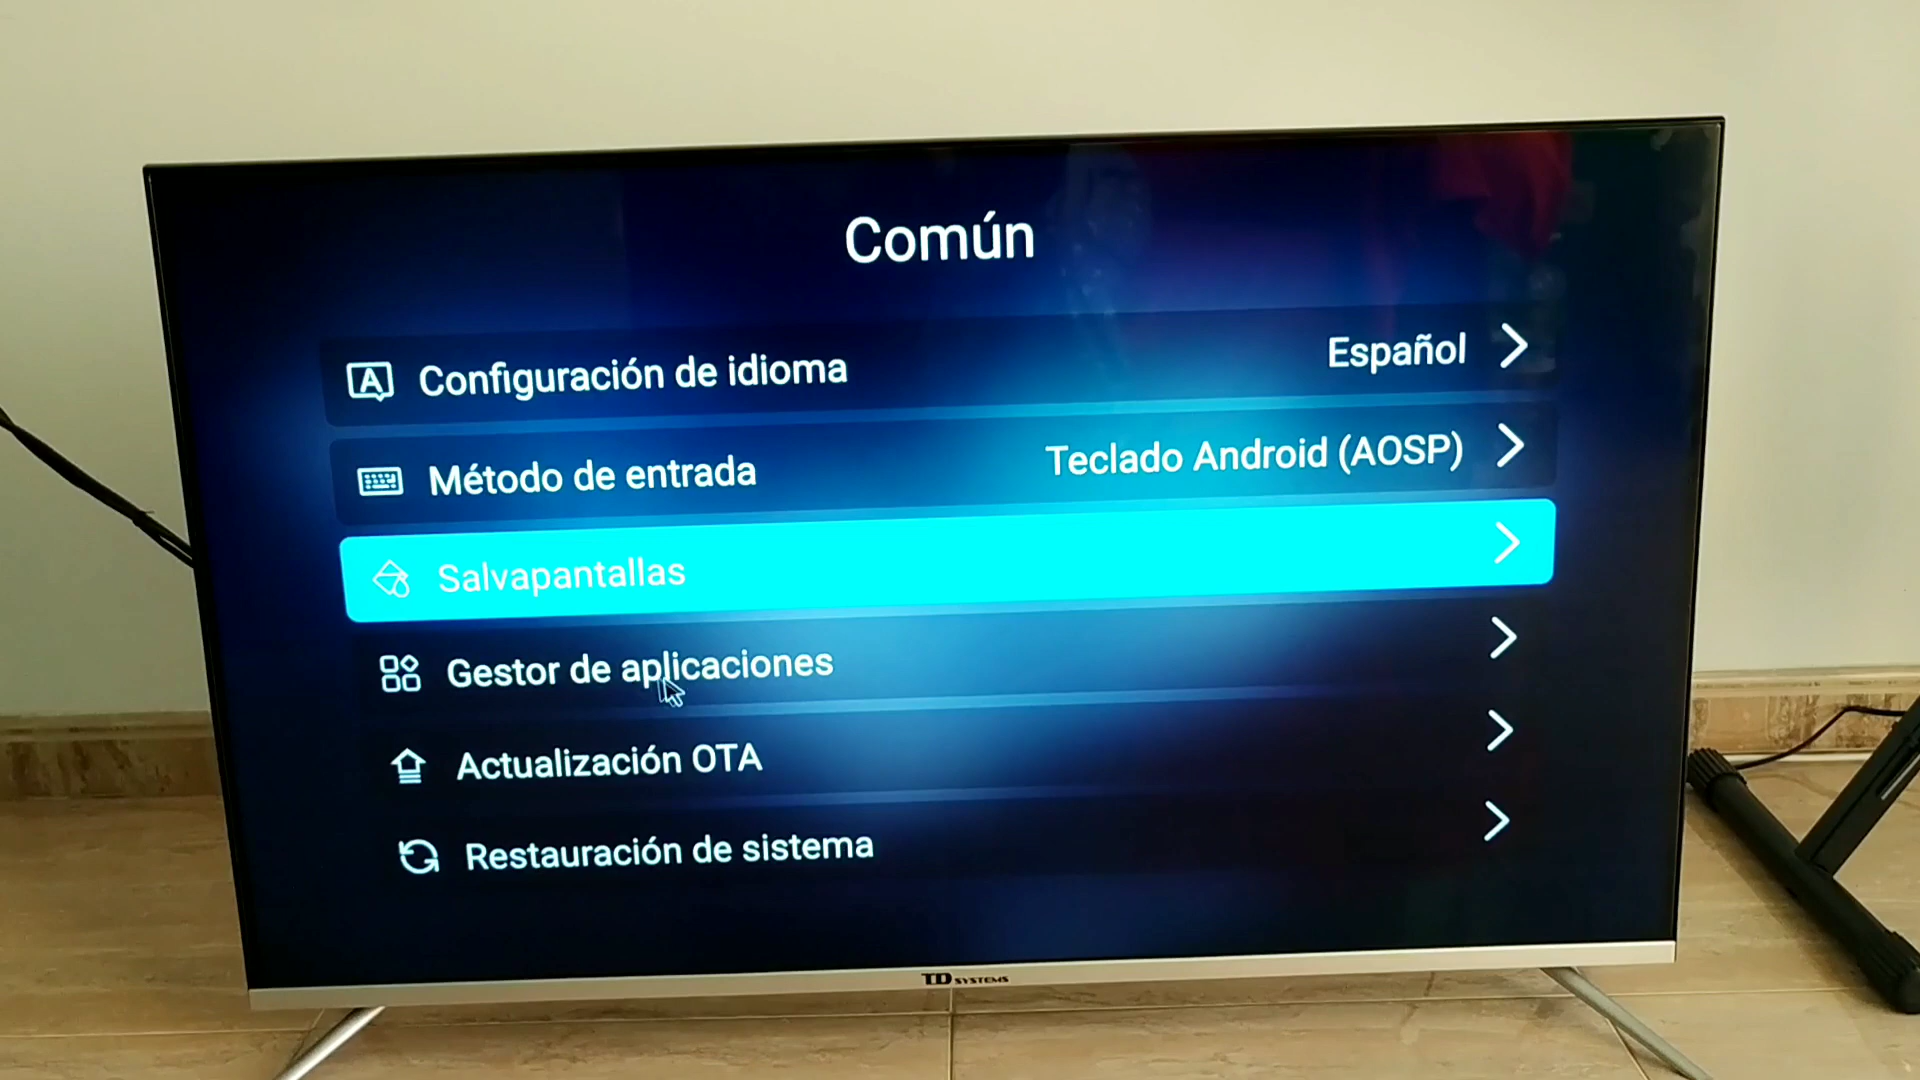 Común
Configuración de idioma Español
Método de entrada Teclado Android (AOSP)
Salvapantallas
Gestor de aplicaciones
Actualización OTA
Restauración de sistema
TD SYSTEMS